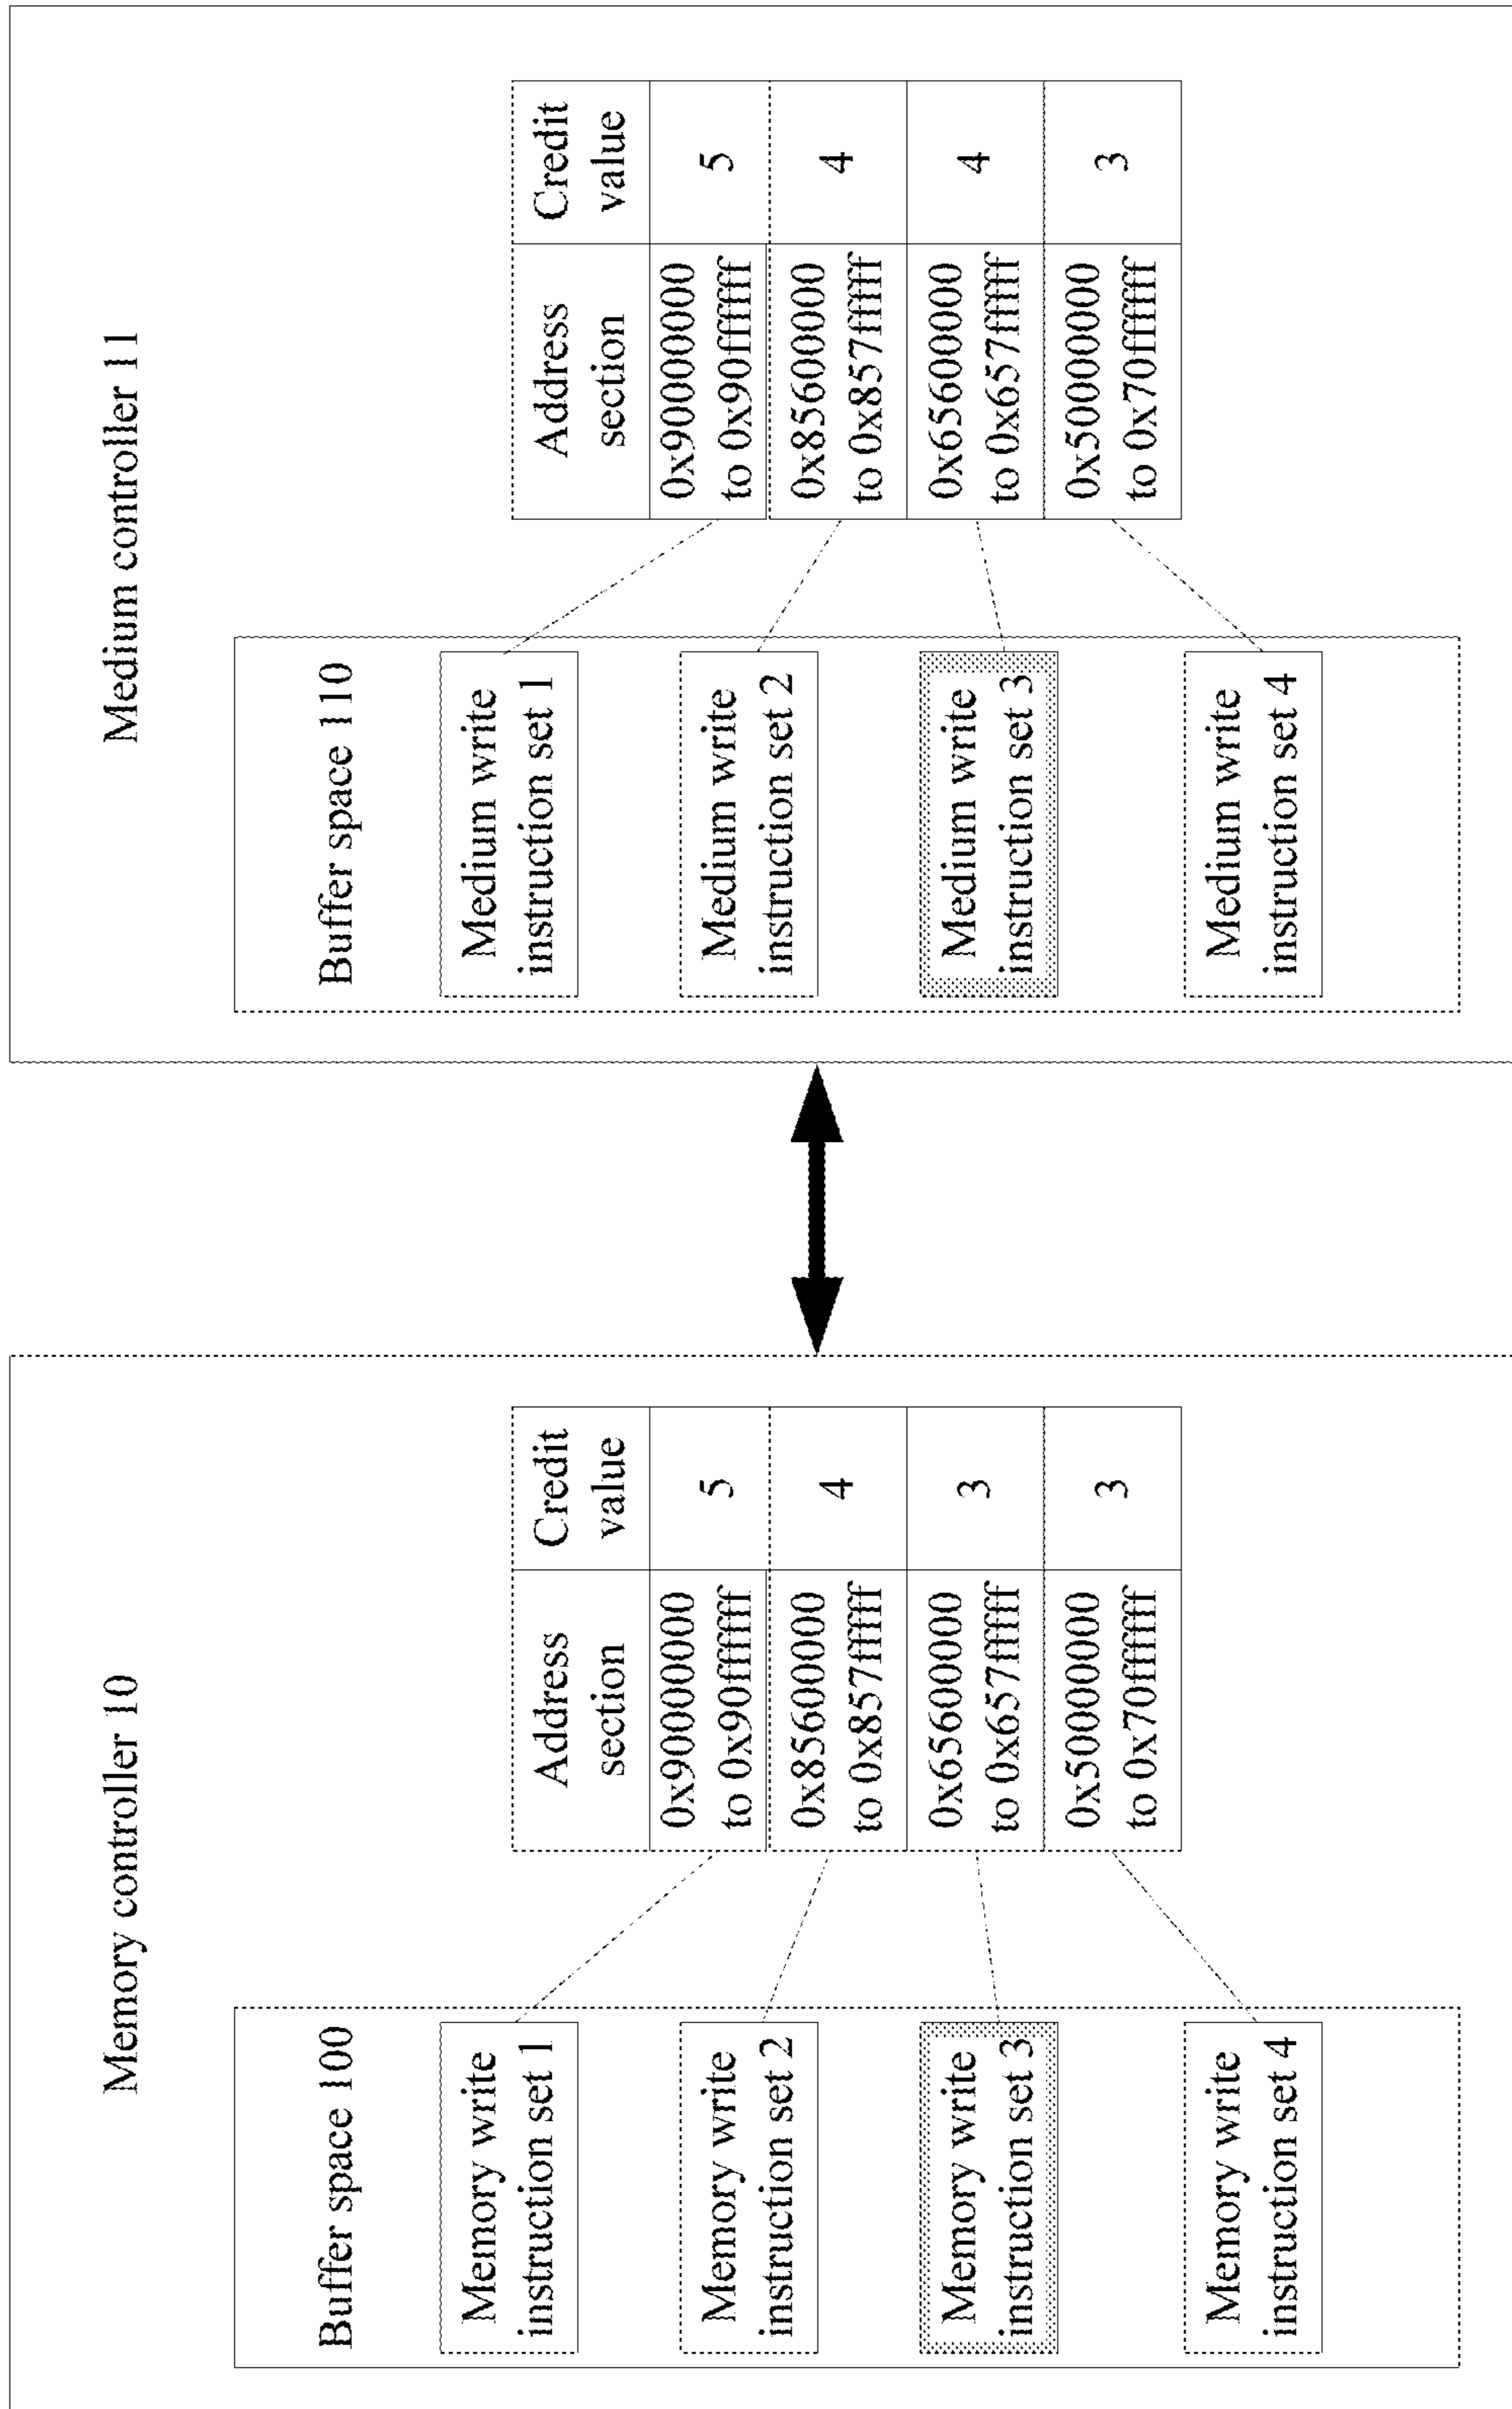 Memory controller 10
Buffer space 100
Memory write
instruction set 1
Memory write
instruction set 2
Memory write
instruction set 3
Memory write
instruction set 4
Address
section
Credit
value
0x90000000
to 0x90ffffff
5
0x85600000
to 0x857fffff
4
0x65600000
to 0x657fffff
3
0x50000000
to 0x70ffffff
3
Medium controller 11
Buffer space 110
Medium write
instruction set 1
Medium write
instruction set 2
Medium write
instruction set 3
Medium write
instruction set 4
Address
section
Credit
value
0x90000000
to 0x90ffffff
5
0x85600000
to 0x857fffff
4
0x65600000
to 0x657fffff
4
0x50000000
to 0x70ffffff
3